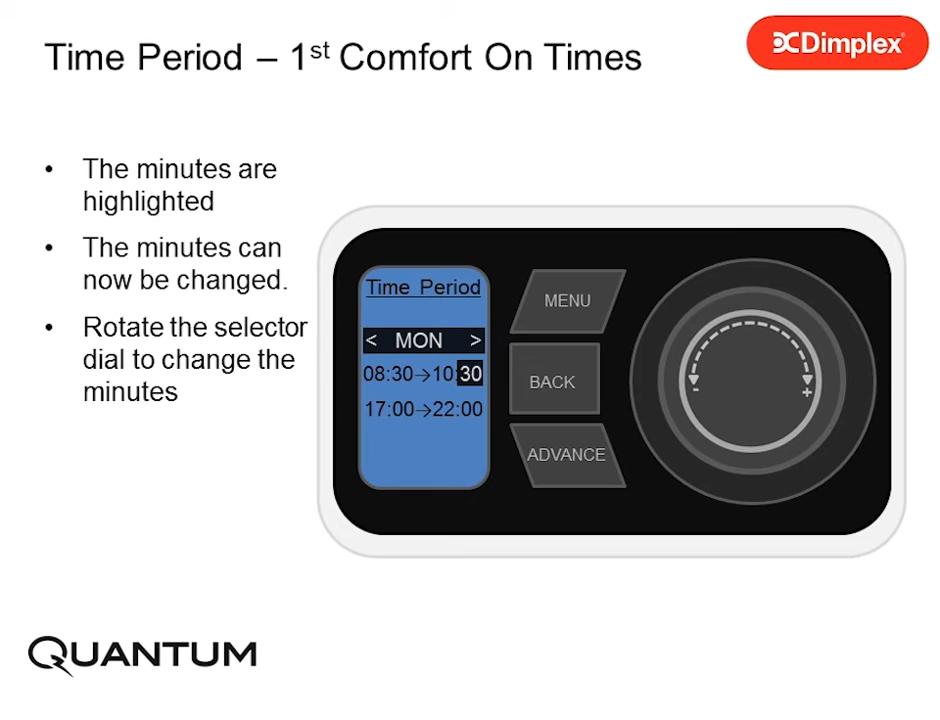 Time Period – 1st Comfort On Times
Dimplex®
• The minutes are
highlighted
• The minutes can
now be changed.
• Rotate the selector
dial to change the
minutes
Time Period
< MON >
08:30→10:30
17:00→22:00
MENU
BACK
ADVANCE
- +
QUANTUM